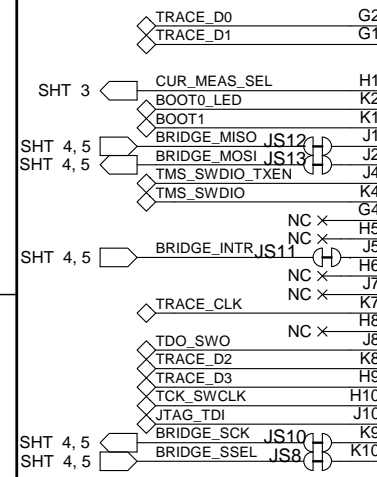 TRACE_D0 G2
TRACE_D1 G1
SHT 3 CUR_MEAS_SEL H1
BOOT0_LED K2
BOOT1 K1
SHT 4, 5 BRIDGE_MISO JS12 J1
SHT 4, 5 BRIDGE_MOSI JS13 J2
TMS_SWDIO_TXEN J4
TMS_SWDIO K4
NC G4
NC H5
SHT 4, 5 BRIDGE_INTR JS11 J5
NC H6
NC J7
TRACE_CLK K7
NC H8
TDO_SWO J8
TRACE_D2 K8
TRACE_D3 H9
TCK_SWCLK H10
JTAG_TDI J10
SHT 4, 5 BRIDGE_SCK JS10 K9
SHT 4, 5 BRIDGE_SSEL JS8 K10